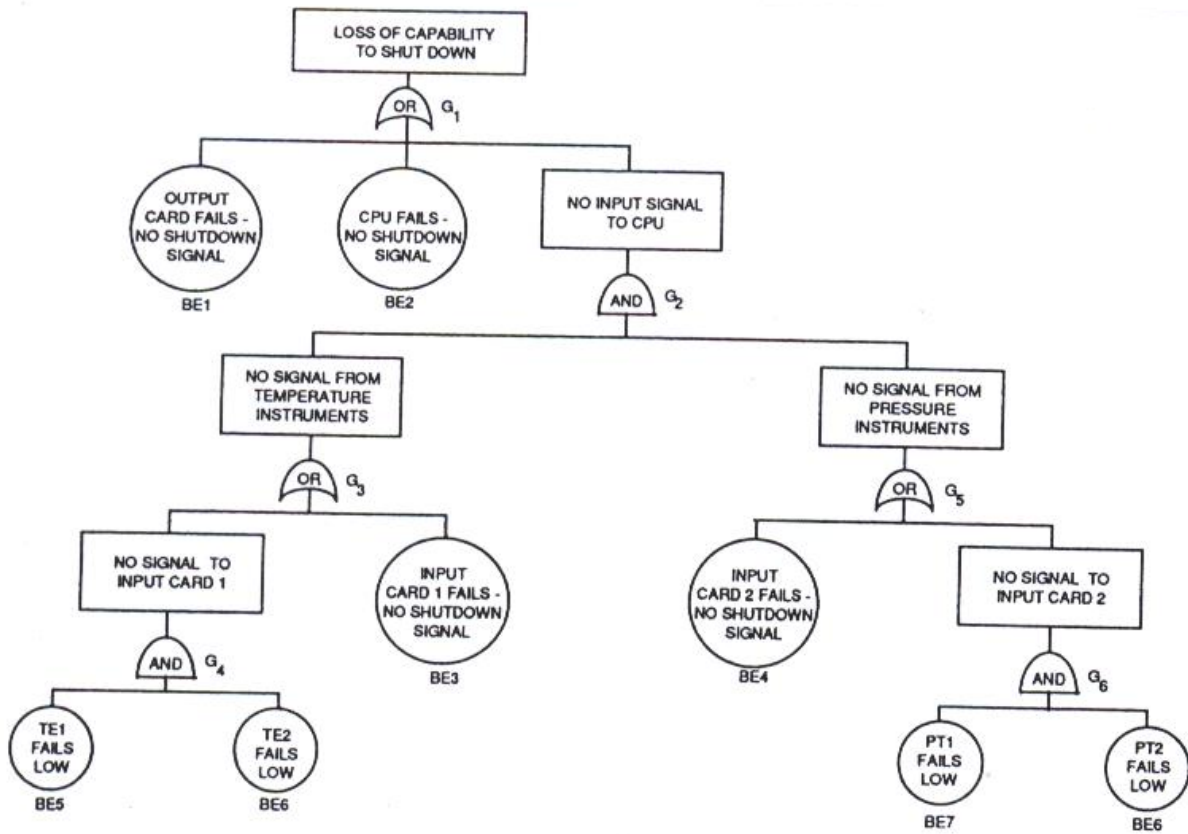 LOSS OF CAPABILITY
TO SHUT DOWN
OR
G1
OUTPUT
CARD FAILS -
NO SHUTDOWN
SIGNAL
BE1
CPU FAILS -
NO SHUTDOWN
SIGNAL
BE2
NO INPUT SIGNAL
TO CPU
AND
G2
NO SIGNAL FROM
TEMPERATURE
INSTRUMENTS
NO SIGNAL FROM
PRESSURE
INSTRUMENTS
OR
G3
OR
G5
NO SIGNAL TO
INPUT CARD 1
INPUT
CARD 1 FAILS -
NO SHUTDOWN
SIGNAL
BE3
INPUT
CARD 2 FAILS -
NO SHUTDOWN
SIGNAL
BE4
NO SIGNAL TO
INPUT CARD 2
AND
G4
AND
G6
TE1
FAILS
LOW
BE5
TE2
FAILS
LOW
BE6
PT1
FAILS
LOW
BE7
PT2
FAILS
LOW
BE6